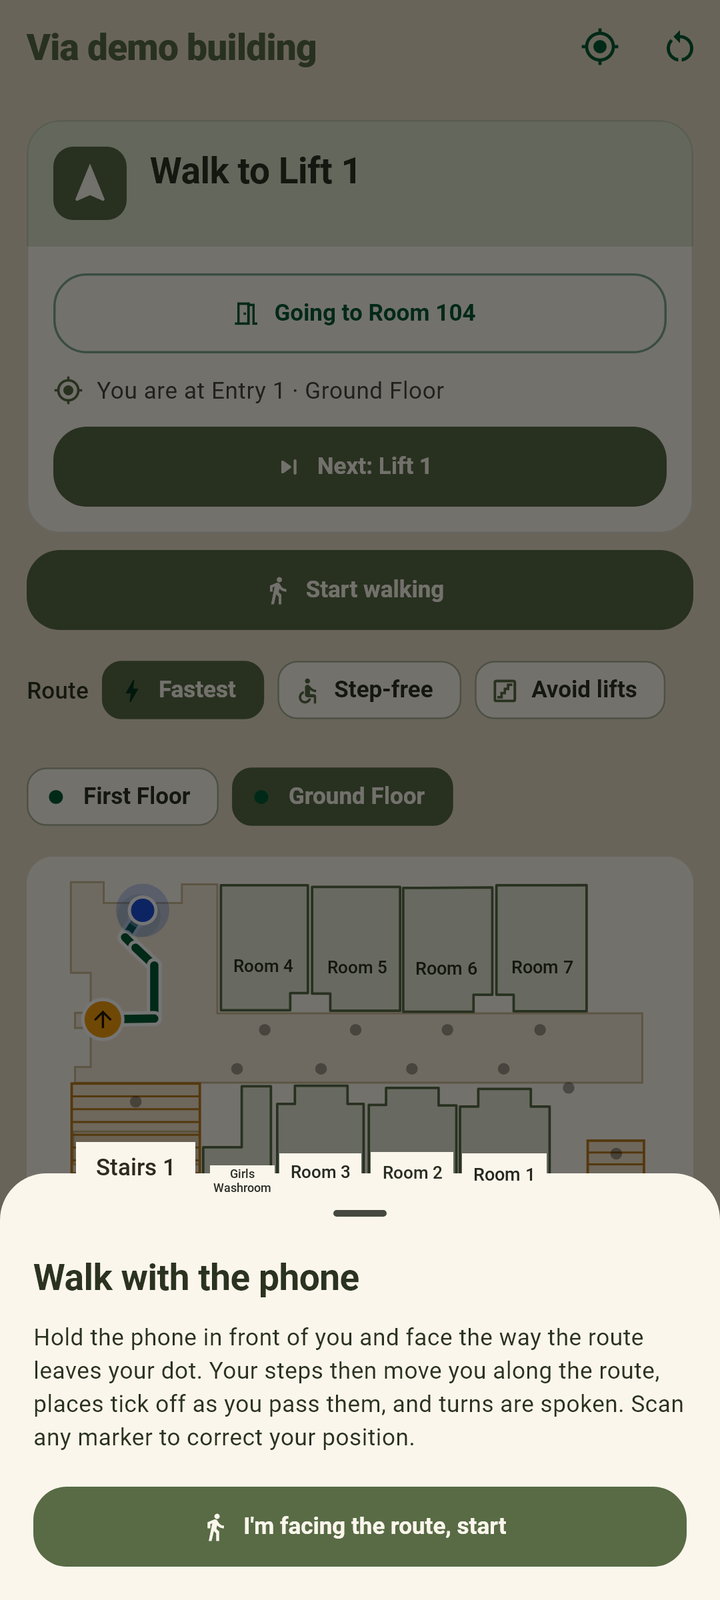 Via demo building
Walk to Lift 1
Going to Room 104
You are at Entry 1 · Ground Floor
Next: Lift 1
Start walking
Route
Fastest
Step-free
Avoid lifts
First Floor
Ground Floor
Room 4
Room 5
Room 6
Room 7
Stairs 1
Girls
Washroom
Room 3
Room 2
Room 1
Walk with the phone
Hold the phone in front of you and face the way the route
leaves your dot. Your steps then move you along the route,
places tick off as you pass them, and turns are spoken. Scan
any marker to correct your position.
I'm facing the route, start